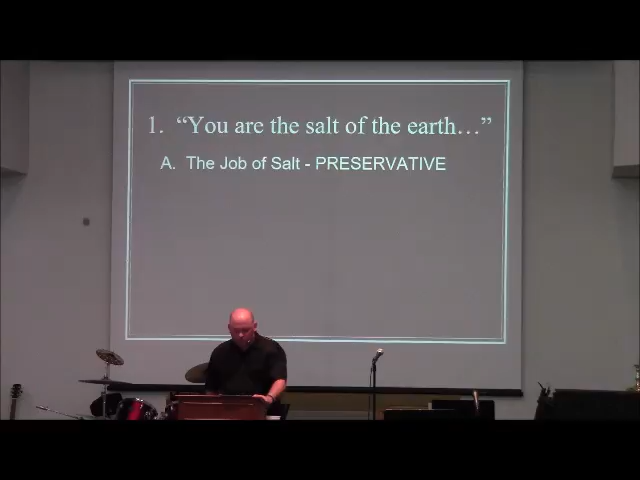 1. “You are the salt of the earth…”
A. The Job of Salt - PRESERVATIVE